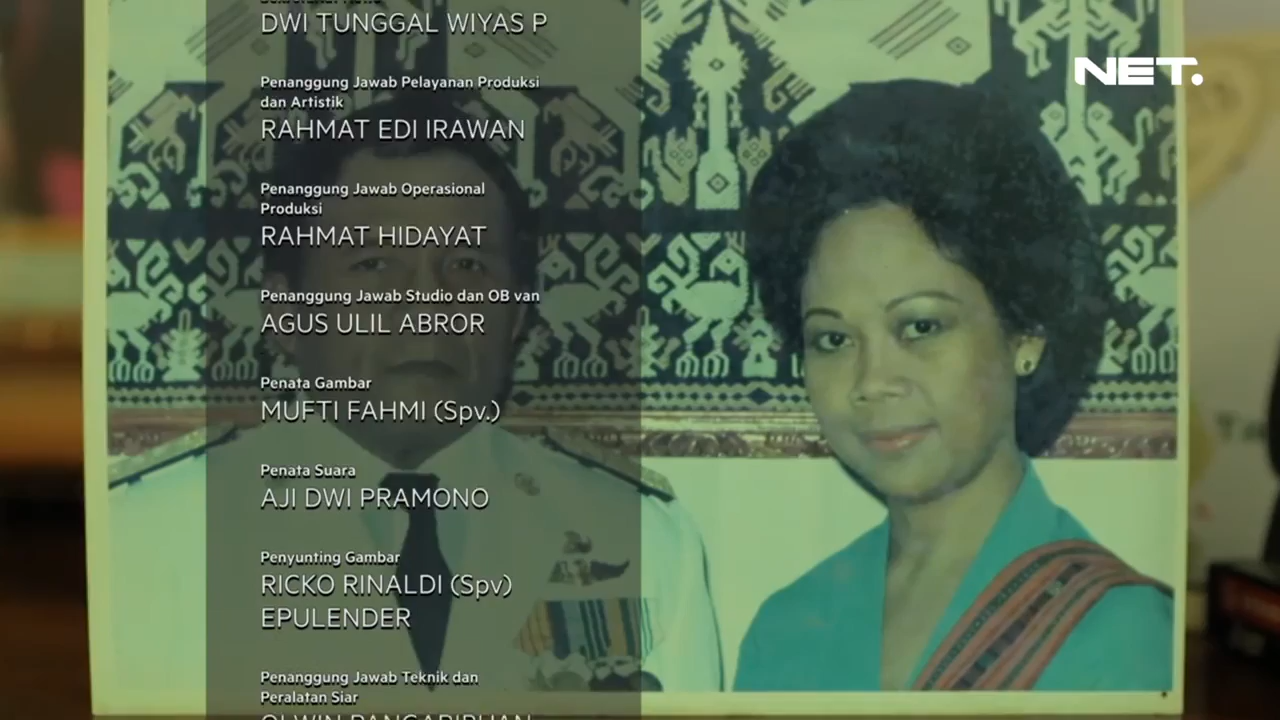 DWI TUNGGAL WIYAS P
NET.
Penanggung Jawab Pelayanan Produksi
dan Artistik
RAHMAT EDI IRAWAN
Penanggung Jawab Operasional
Produksi
RAHMAT HIDAYAT
Penanggung Jawab Studio dan OB van
AGUS ULIL ABROR
Penata Gambar
MUFTI FAHMI (Spv.)
Penata Suara
AJI DWI PRAMONO
Penyunting Gambar
RICKO RINALDI (Spv)
EPULENDER
Penanggung Jawab Teknik dan
Peralatan Siar